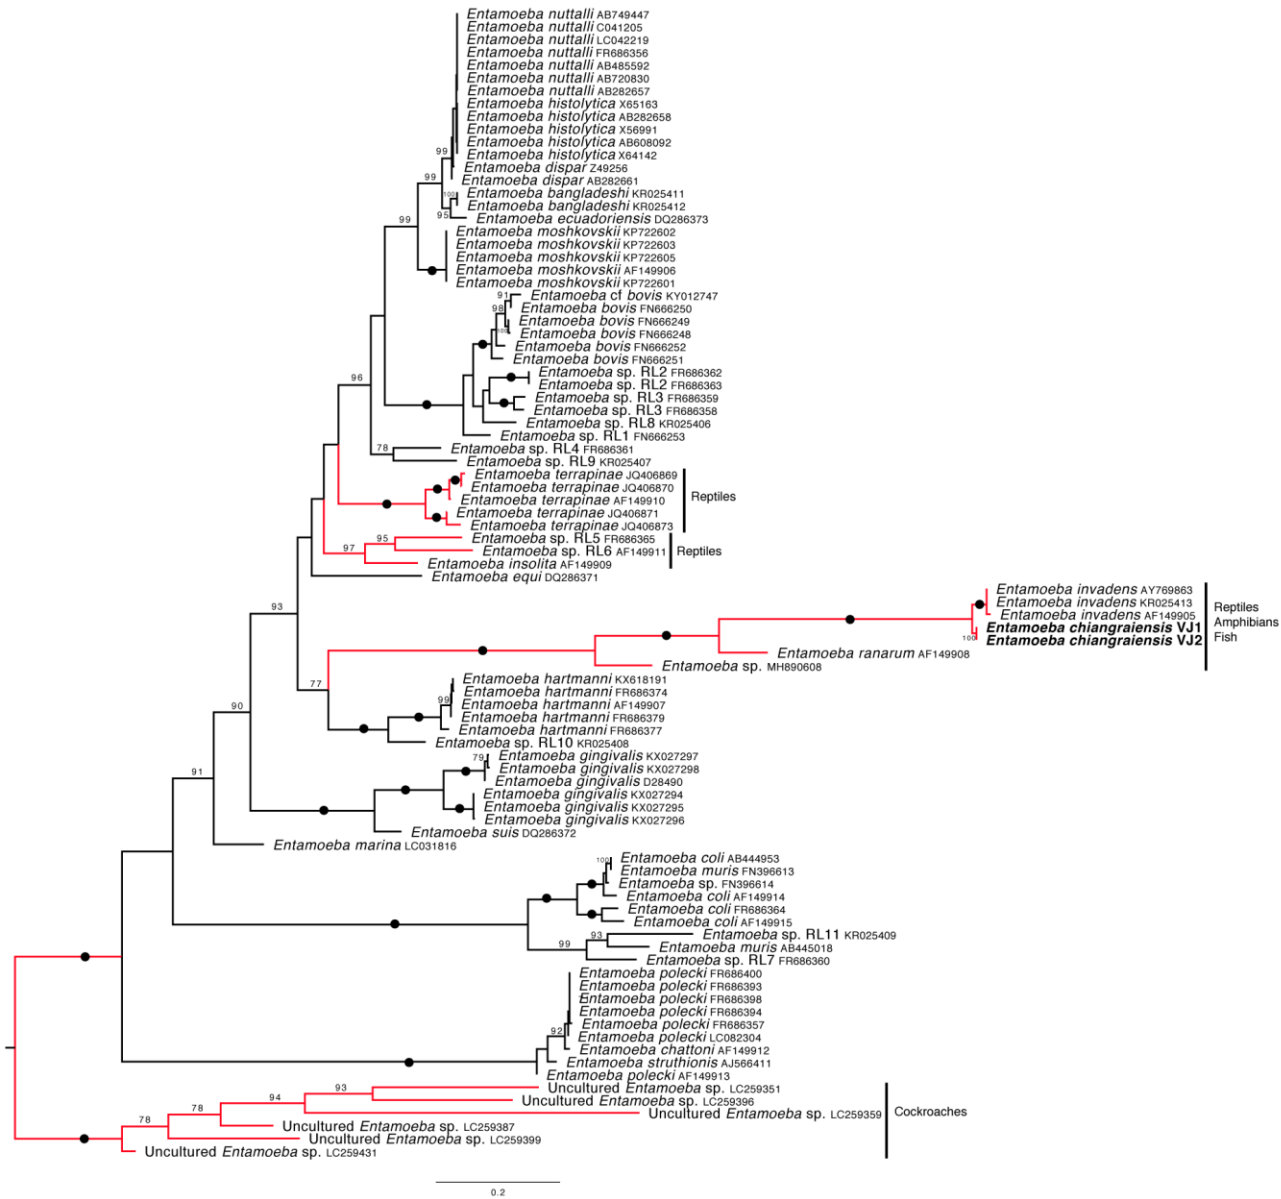 Entamoeba nuttalli AB749447
Entamoeba nuttalli C041205
Entamoeba nuttalli LC042219
Entamoeba nuttalli FR686356
Entamoeba nuttalli AB485592
Entamoeba nuttalli AB720830
Entamoeba nuttalli AB282657
Entamoeba histolytica X65163
Entamoeba histolytica AB282658
Entamoeba histolytica X56991
Entamoeba histolytica AB608092
99 Entamoeba histolytica X64142
Entamoeba dispar Z49256
99 Entamoeba dispar AB282661
100 Entamoeba bangladeshi KR025411
Entamoeba bangladeshi KR025412
99 95 Entamoeba ecuadoriensis DQ286373
Entamoeba moshkovskii KP722602
Entamoeba moshkovskii KP722603
Entamoeba moshkovskii KP722605
Entamoeba moshkovskii AF149906
Entamoeba moshkovskii KP722601
91 Entamoeba cf bovis KY012747
98 Entamoeba bovis FN666250
Entamoeba bovis FN666249
100 Entamoeba bovis FN666248
Entamoeba bovis FN666252
Entamoeba bovis FN666251
Entamoeba sp. RL2 FR686362
96 Entamoeba sp. RL2 FR686363
Entamoeba sp. RL3 FR686359
Entamoeba sp. RL3 FR686358
Entamoeba sp. RL8 KR025406
Entamoeba sp. RL1 FN666253
78 Entamoeba sp. RL4 FR686361
Entamoeba sp. RL9 KR025407
Entamoeba terrapinae JQ406869
Entamoeba terrapinae JQ406870
Reptiles
Entamoeba terrapinae AF149910
Entamoeba terrapinae JQ406871
Entamoeba terrapinae JQ406873
95 Entamoeba sp. RL5 FR686365
97 Entamoeba sp. RL6 AF149911
Reptiles
Entamoeba insolita AF149909
Entamoeba equi DQ286371
Entamoeba invadens AY769863
93 Entamoeba invadens KR025413
Reptiles
Entamoeba invadens AF149905
Amphibians
Entamoeba chiangraiensis VJ1
Fish
100 Entamoeba chiangraiensis VJ2
Entamoeba ranarum AF149908
Entamoeba sp. MH890608
77 Entamoeba hartmanni KX618191
Entamoeba hartmanni FR686374
99 Entamoeba hartmanni AF149907
90 Entamoeba hartmanni FR686379
Entamoeba hartmanni FR686377
Entamoeba sp. RL10 KR025408
79 Entamoeba gingivalis KX027297
Entamoeba gingivalis KX027298
91 Entamoeba gingivalis D28490
Entamoeba gingivalis KX027294
Entamoeba gingivalis KX027295
Entamoeba gingivalis KX027296
Entamoeba suis DQ286372
Entamoeba marina LC031816
100 Entamoeba coli AB444953
Entamoeba muris FN396613
Entamoeba sp. FN396614
Entamoeba coli AF149914
Entamoeba coli FR686364
Entamoeba coli AF149915
93 Entamoeba sp. RL11 KR025409
99 Entamoeba muris AB445018
Entamoeba sp. RL7 FR686360
Entamoeba polecki FR686400
Entamoeba polecki FR686393
Entamoeba polecki FR686398
Entamoeba polecki FR686394
Entamoeba polecki FR686357
92 Entamoeba polecki LC082304
Entamoeba chattoni AF149912
Entamoeba struthionis AJ566411
Entamoeba polecki AF149913
93 Uncultured Entamoeba sp. LC259351
94 Uncultured Entamoeba sp. LC259396
78 Uncultured Entamoeba sp. LC259359
Cockroaches
78 Uncultured Entamoeba sp. LC259387
Uncultured Entamoeba sp. LC259399
Uncultured Entamoeba sp. LC259431
0.2